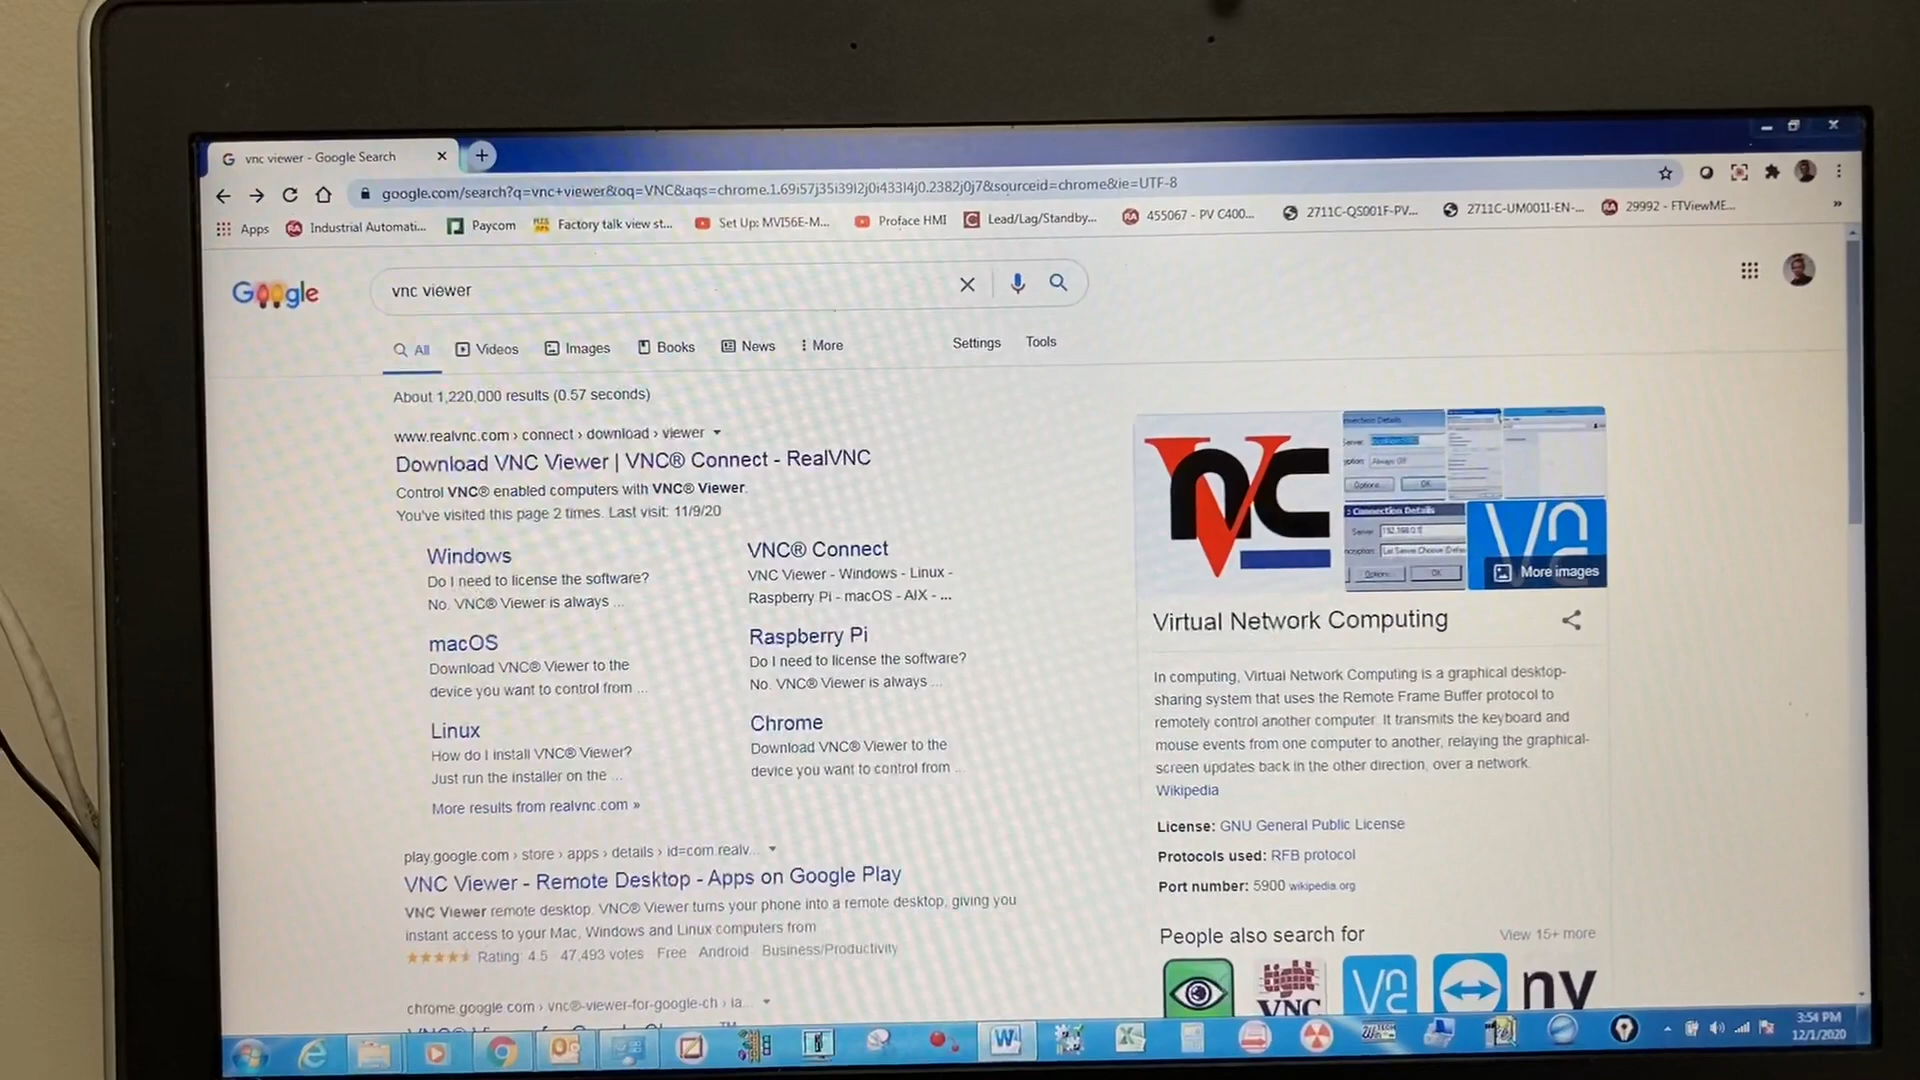 vnc viewer - Google Search
google.com/search?q=vnc+viewer&oq=VNC&aqs=chrome.1.69i57j35i39l2j0i433l4j0.2382j0j7&sourceid=chrome&ie=UTF-8
Apps Industrial Automati... Paycom Factory talk view st... Set Up: MVI56E-M... Proface HMI Lead/Lag/Standby... 455067 - PV C400... 2711C-QS001F-PV... 2711C-UM001I-EN-... 29992 - FTViewME... »
Google
vnc viewer
All Videos Images Books News More Settings Tools
About 1,220,000 results (0.57 seconds)
www.realvnc.com › connect › download › viewer
Download VNC Viewer | VNC® Connect - RealVNC
Control VNC® enabled computers with VNC® Viewer.
You've visited this page 2 times. Last visit: 11/9/20
Windows
Do I need to license the software?
No. VNC® Viewer is always ...
VNC® Connect
VNC Viewer - Windows - Linux -
Raspberry Pi - macOS - AIX - ...
macOS
Download VNC® Viewer to the
device you want to control from ...
Raspberry Pi
Do I need to license the software?
No. VNC® Viewer is always ...
Linux
How do I install VNC® Viewer?
Just run the installer on the ...
Chrome
Download VNC® Viewer to the
device you want to control from ...
More results from realvnc.com »
play.google.com › store › apps › details › id=com.realv...
VNC Viewer - Remote Desktop - Apps on Google Play
VNC Viewer remote desktop. VNC® Viewer turns your phone into a remote desktop, giving you
instant access to your Mac, Windows and Linux computers from
Rating: 4.5 47,493 votes Free Android Business/Productivity
chrome.google.com › vnc®-viewer-for-google-ch › ia...
VNC
Connection Details
Server:
Options... OK
Connection Details
Server:
Options... OK
More images
Virtual Network Computing
In computing, Virtual Network Computing is a graphical desktop-
sharing system that uses the Remote Frame Buffer protocol to
remotely control another computer. It transmits the keyboard and
mouse events from one computer to another, relaying the graphical-
screen updates back in the other direction, over a network.
Wikipedia
License: GNU General Public License
Protocols used: RFB protocol
Port number: 5900 wikipedia.org
People also search for View 15+ more
tight
VNC
nv
3:54 PM
12/1/2020